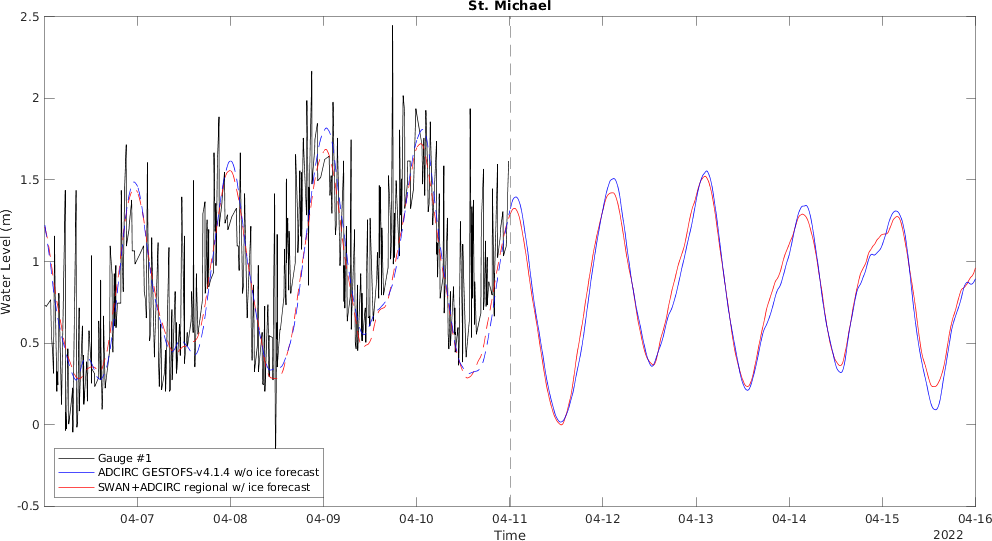 St. Michael
2.5
2
1.5
1
0.5
0
-0.5
Water Level (m)
Gauge #1
ADCIRC GESTOFS-v4.1.4 w/o ice forecast
SWAN+ADCIRC regional w/ ice forecast
04-07 04-08 04-09 04-10 04-11 04-12 04-13 04-14 04-15 04-16
Time
2022